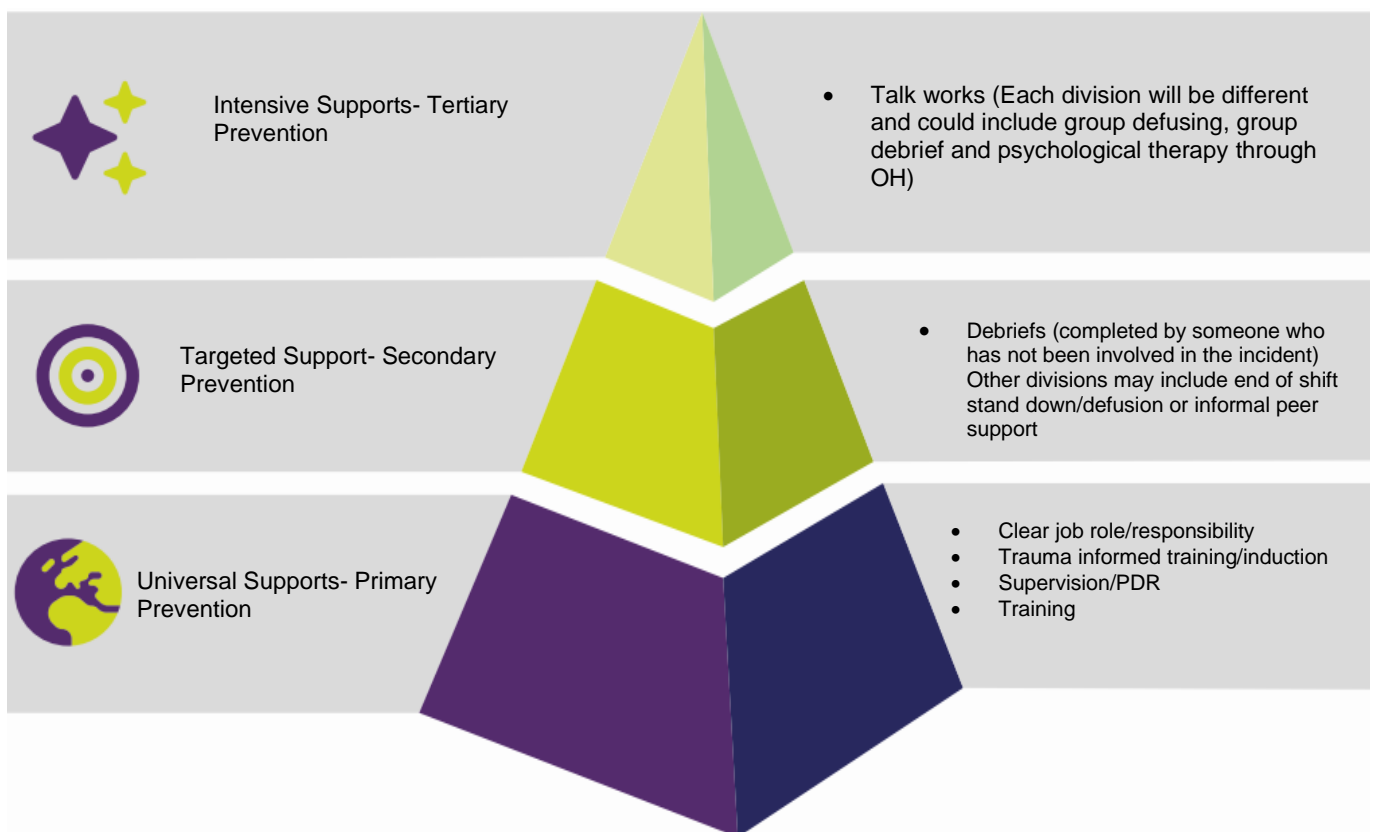 Intensive Supports- Tertiary
Prevention
• Talk works (Each division will be different
and could include group defusing, group
debrief and psychological therapy through
OH)
Targeted Support- Secondary
Prevention
• Debriefs (completed by someone who
has not been involved in the incident)
Other divisions may include end of shift
stand down/defusion or informal peer
support
Universal Supports- Primary
Prevention
• Clear job role/responsibility
• Trauma informed training/induction
• Supervision/PDR
• Training